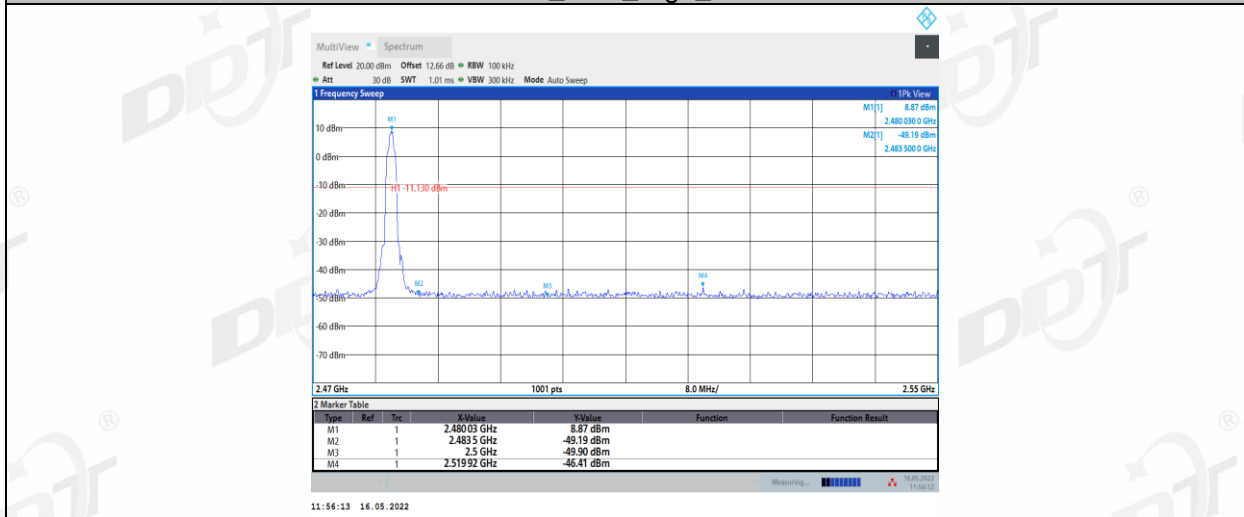 MultiView Spectrum
Ref Level 20.00 dBm Offset 12.66 dB RBW 100 kHz
Att 30 dB SWT 1.01 ms VBW 300 kHz Mode Auto Sweep
1 Frequency Sweep 1Pk View
M1[1] 8.87 dBm
2.480 030 0 GHz
M2[1] -49.19 dBm
2.483 500 0 GHz
M1
10 dBm
0 dBm
-10 dBm
H1 -11.130 dBm
-20 dBm
-30 dBm
-40 dBm
M2 M3 M4
-50 dBm
-60 dBm
-70 dBm
2.47 GHz 1001 pts 8.0 MHz/ 2.55 GHz
2 Marker Table
Type Ref Trc X-Value Y-Value Function Function Result
M1 1 2.48003 GHz 8.87 dBm
M2 1 2.4835 GHz -49.19 dBm
M3 1 2.5 GHz -49.90 dBm
M4 1 2.51992 GHz -46.41 dBm
Measuring... 16.05.2022
11:56:12
11:56:13 16.05.2022